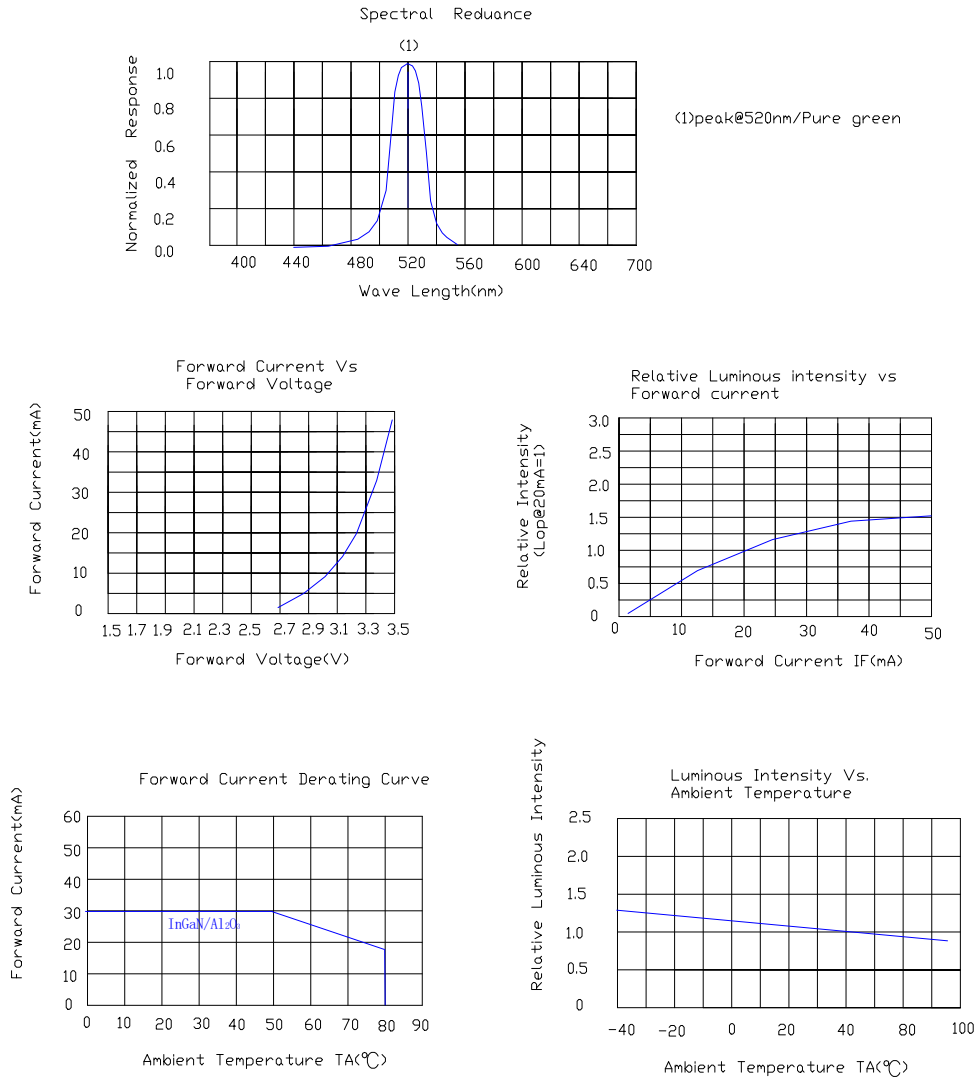 Spectral Reduance
(1)
Normalized Response
1.0
0.8
0.6
0.4
0.2
0.0
400 440 480 520 560 600 640 700
Wave Length(nm)
(1)peak@520nm/Pure green
Forward Current Vs
Forward Voltage
Forward Current(mA)
50
40
30
20
10
0
1.5 1.7 1.9 2.1 2.3 2.5 2.7 2.9 3.1 3.3 3.5
Forward Voltage(V)
Relative Luminous intensity vs
Forward current
Relative Intensity
(Lop@20mA=1)
3.0
2.5
2.0
1.5
1.0
0.5
0
0 10 20 30 40 50
Forward Current IF(mA)
Forward Current Derating Curve
Forward Current(mA)
60
50
40
30
20
10
0
InGaN/Al₂O₃
0 10 20 30 40 50 60 70 80 90
Ambient Temperature TA(℃)
Luminous Intensity Vs.
Ambient Temperature
Relative Luminous Intensity
2.5
2.0
1.5
1.0
0.5
0
-40 -20 0 20 40 80 100
Ambient Temperature TA(℃)